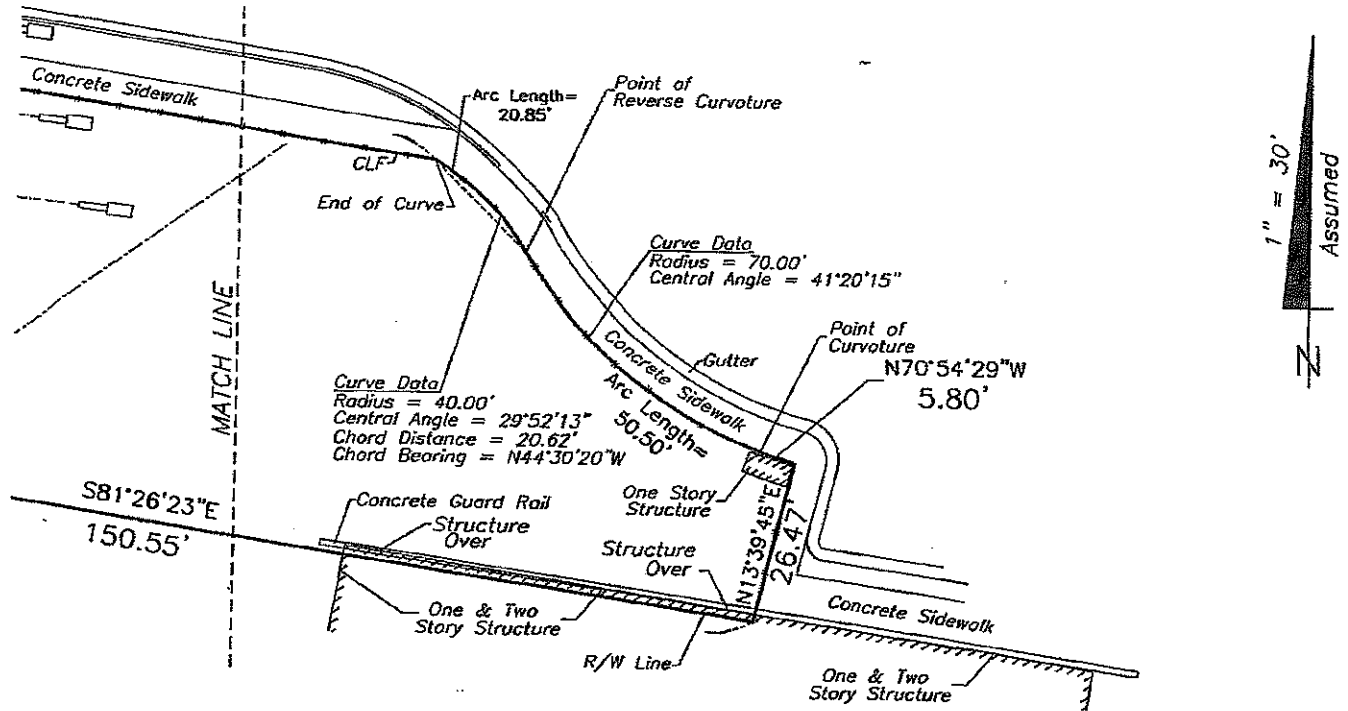 Concrete Sidewalk
Arc Length=
20.85'
Point of
Reverse Curvature
CLF
End of Curve
Curve Data
Radius = 70.00'
Central Angle = 41°20'15"
MATCH LINE
Concrete Sidewalk
Gutter
Point of
Curvature
N70°54'29"W
5.80'
Curve Data
Radius = 40.00'
Central Angle = 29°52'13"
Chord Distance = 20.62'
Chord Bearing = N44°30'20"W
Arc Length=
50.50'
S81°26'23"E
150.55'
Concrete Guard Rail
Structure
Over
One Story
Structure
N13°39'45"E
26.47'
Structure
Over
One & Two
Story Structure
R/W Line
Concrete Sidewalk
One & Two
Story Structure
1" = 30'
Assumed
N